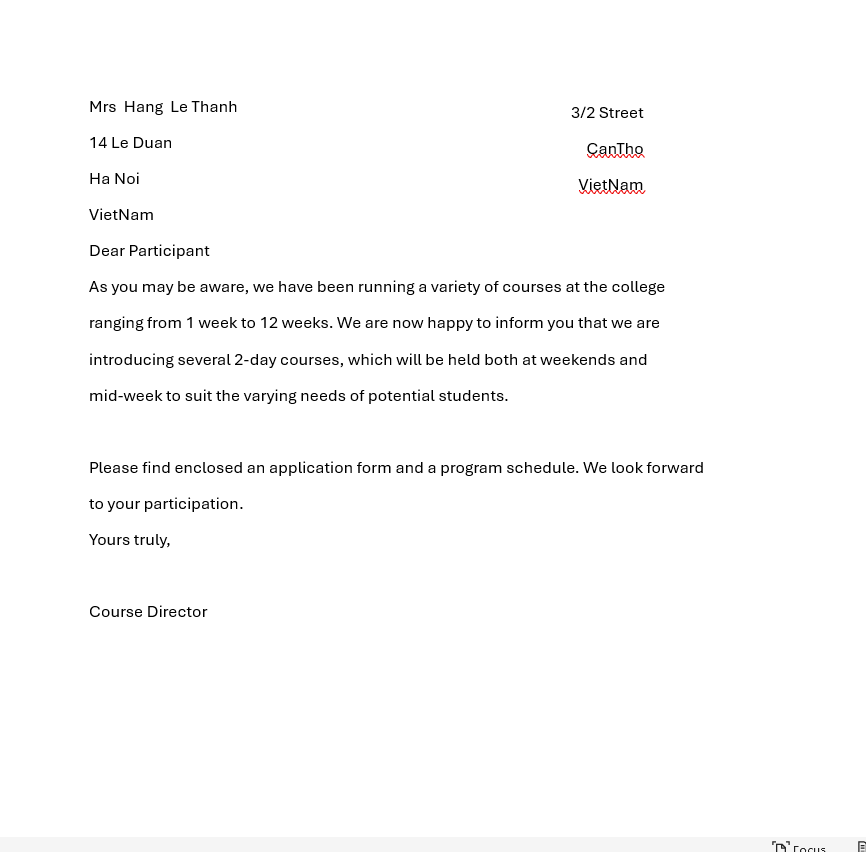 Mrs Hang Le Thanh
3/2 Street
14 Le Duan
CanTho
Ha Noi
VietNam
VietNam
Dear Participant
As you may be aware, we have been running a variety of courses at the college
ranging from 1 week to 12 weeks. We are now happy to inform you that we are
introducing several 2-day courses, which will be held both at weekends and
mid-week to suit the varying needs of potential students.
Please find enclosed an application form and a program schedule. We look forward
to your participation.
Yours truly,
Course Director
Focus